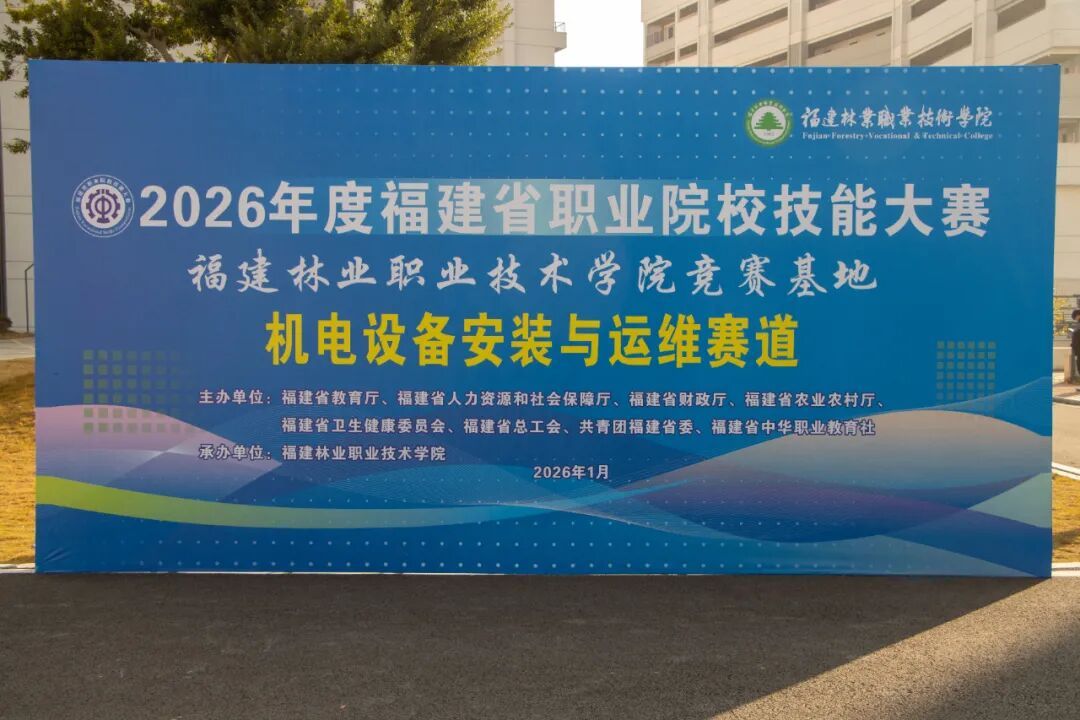 福建林業職業技術學院
Fujian·Forestry·Vocational & Technical·College
2026年度福建省职业院校技能大赛
福建林业职业技术学院竞赛基地
机电设备安装与运维赛道
主办单位：福建省教育厅、福建省人力资源和社会保障厅、福建省财政厅、福建省农业农村厅、
福建省卫生健康委员会、福建省总工会、共青团福建省委、福建省中华职业教育社
承办单位：福建林业职业技术学院
2026年1月